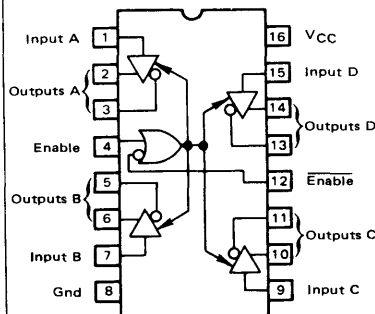 Input A 1
2
Outputs A
3
Enable 4
5
Outputs B
6
Input B 7
Gnd 8
16 VCC
15 Input D
14
Outputs D
13
12 Enable
11
Outputs C
10
9 Input C